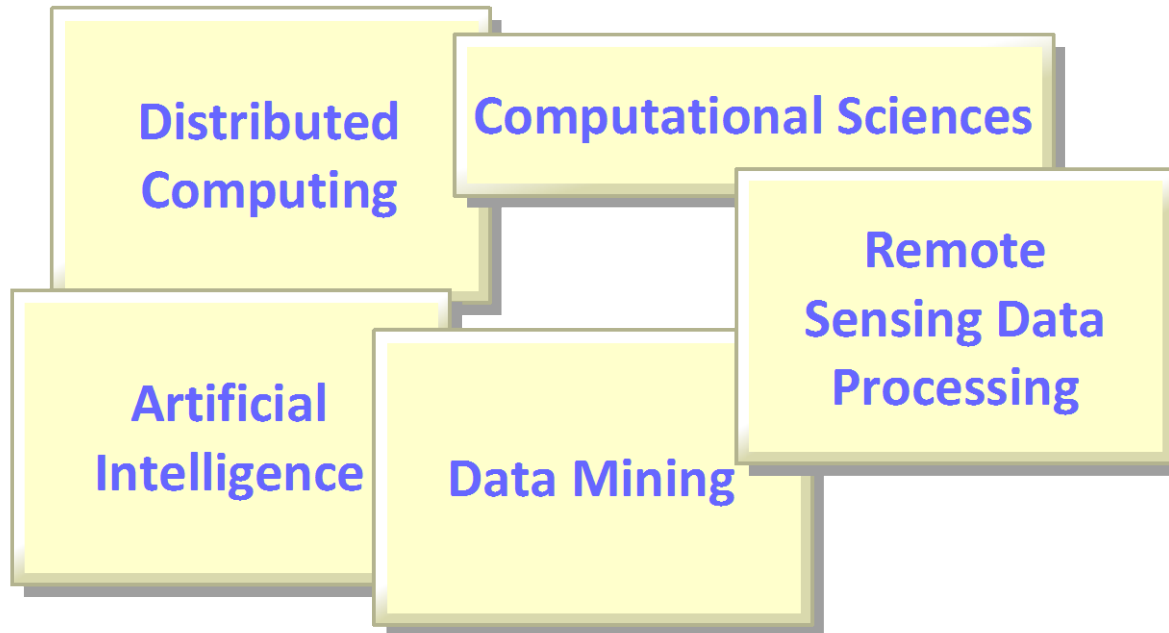 Distributed
Computing
Computational Sciences
Remote
Sensing Data
Processing
Artificial
Intelligence
Data Mining